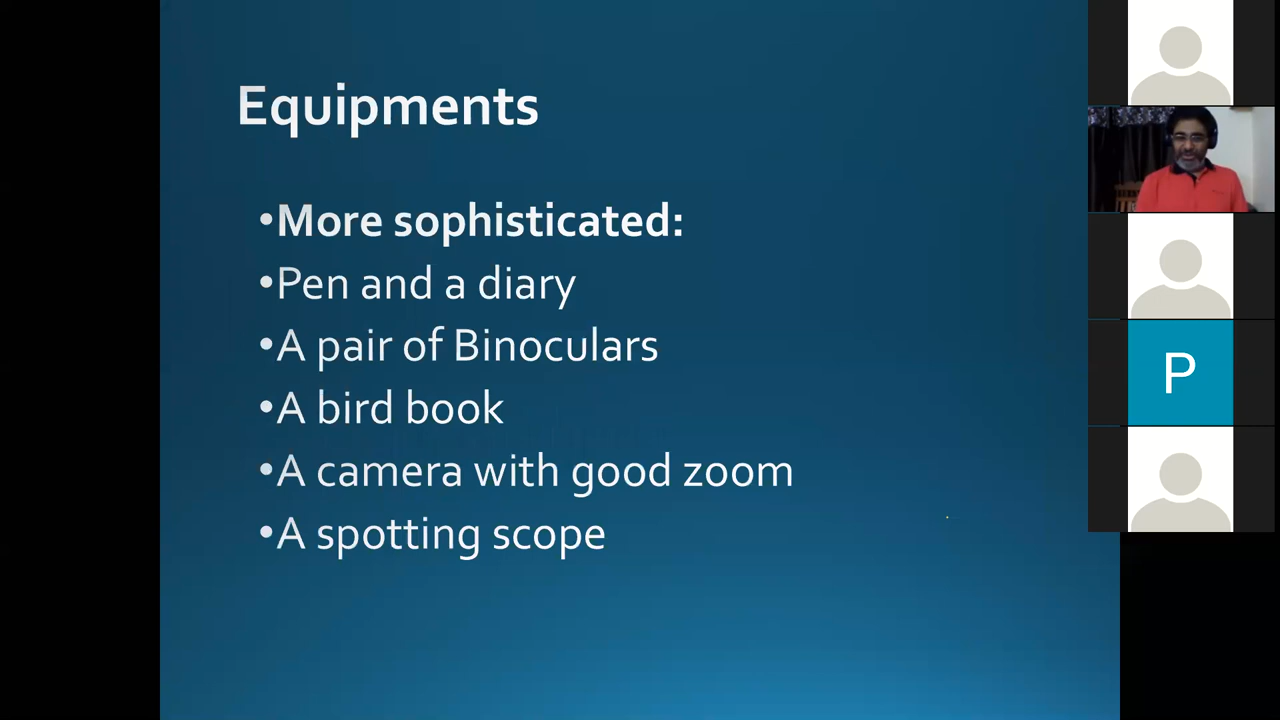 Equipments
•More sophisticated:
•Pen and a diary
•A pair of Binoculars
•A bird book
•A camera with good zoom
•A spotting scope
P